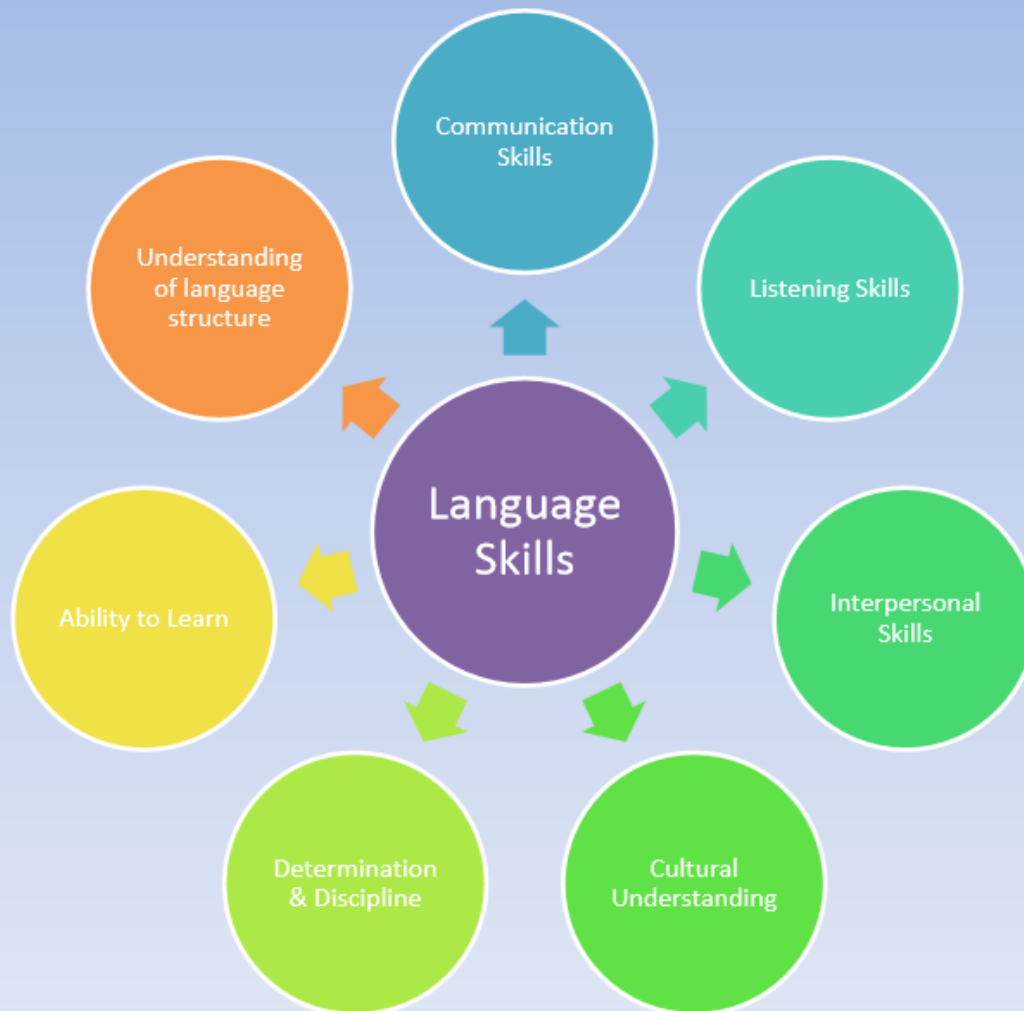 Communication
Skills
Listening Skills
Interpersonal
Skills
Cultural
Understanding
Determination
& Discipline
Ability to Learn
Understanding
of language
structure
Language
Skills